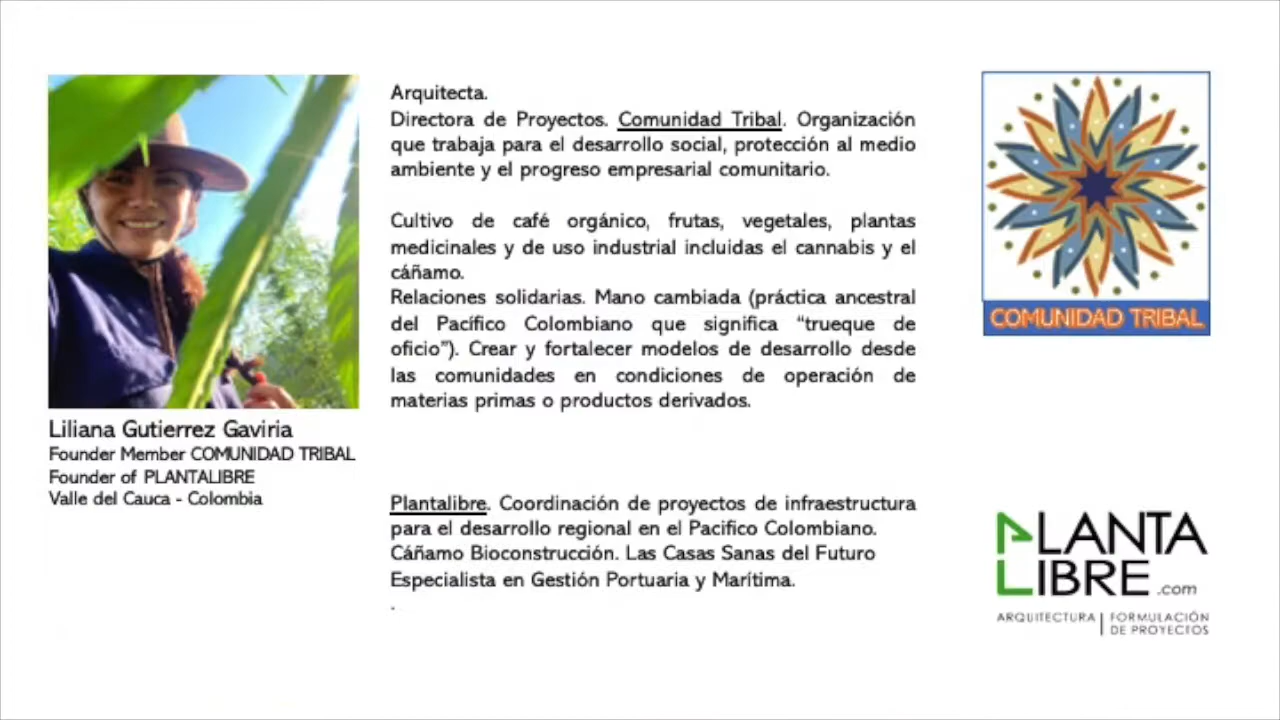 Arquitecta.
Directora de Proyectos. Comunidad Tribal. Organización
que trabaja para el desarrollo social, protección al medio
ambiente y el progreso empresarial comunitario.
Cultivo de café orgánico, frutas, vegetales, plantas
medicinales y de uso industrial incluidas el cannabis y el
cáñamo.
Relaciones solidarias. Mano cambiada (práctica ancestral
del Pacífico Colombiano que significa “trueque de
oficio”). Crear y fortalecer modelos de desarrollo desde
las comunidades en condiciones de operación de
materias primas o productos derivados.
Liliana Gutierrez Gaviria
Founder Member COMUNIDAD TRIBAL
Founder of PLANTALIBRE
Valle del Cauca - Colombia
Plantalibre. Coordinación de proyectos de infraestructura
para el desarrollo regional en el Pacifico Colombiano.
Cáñamo Bioconstrucción. Las Casas Sanas del Futuro
Especialista en Gestión Portuaria y Marítima.
.
COMUNIDAD TRIBAL
PLANTA
LIBRE .com
ARQUITECTURA | FORMULACIÓN
DE PROYECTOS